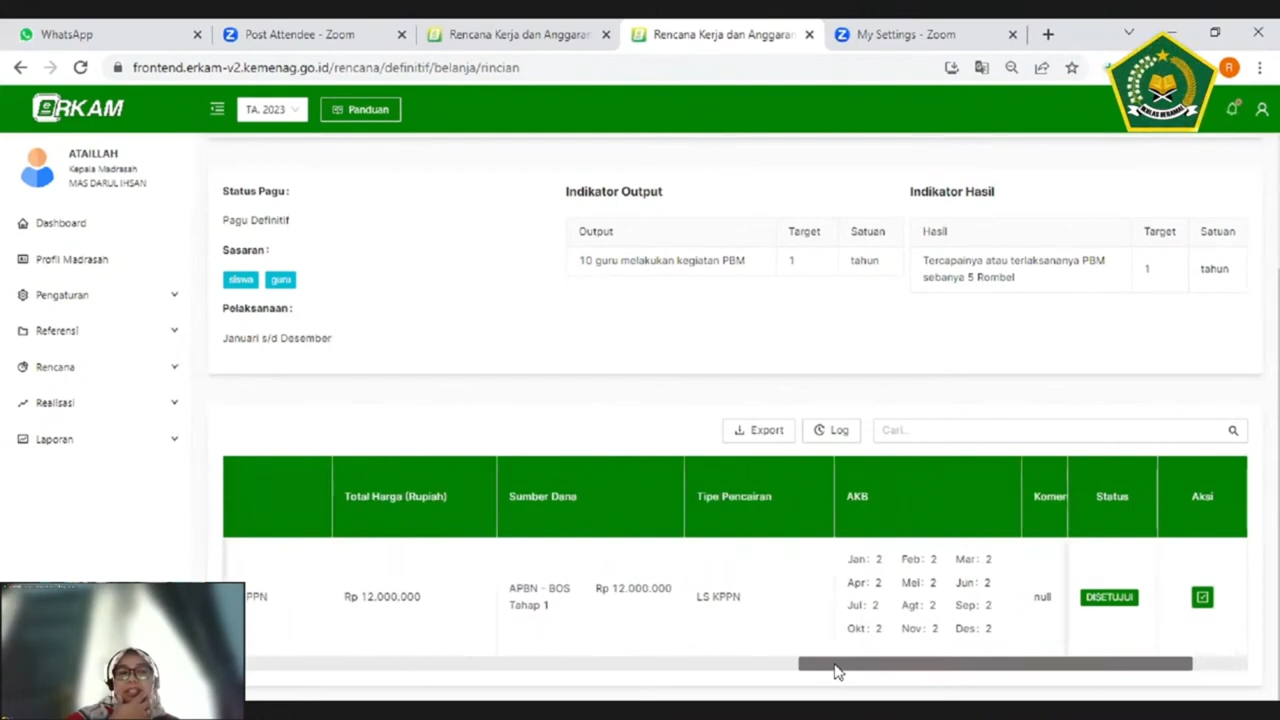 WhatsApp
Post Attendee - Zoom
Rencana Kerja dan Anggaran
Rencana Kerja dan Anggaran
My Settings - Zoom
frontend.erkam-v2.kemenag.go.id/rencana/definitif/belanja/rincian
R
eRKAM
TA. 2023
Panduan
IKHLAS BERAMAL
ATAILLAH
Kepala Madrasah
MAS DARUL IHSAN
Dashboard
Profil Madrasah
Pengaturan
Referensi
Rencana
Realisasi
Laporan
Status Pagu :
Pagu Definitif
Sasaran :
siswa guru
Pelaksanaan :
Januari s/d Desember
Indikator Output
Output Target Satuan
10 guru melakukan kegiatan PBM 1 tahun
Indikator Hasil
Hasil Target Satuan
Tercapainya atau terlaksananya PBM
sebanya 5 Rombel 1 tahun
Export Log Cari...
Total Harga (Rupiah) Sumber Dana Tipe Pencairan AKB Komen Status Aksi
PPN Rp 12.000.000
APBN - BOS
Tahap 1
Rp 12.000.000
LS KPPN
Jan: 2 Feb: 2 Mar: 2
Apr: 2 Mei: 2 Jun: 2
Jul: 2 Agt: 2 Sep: 2
Okt: 2 Nov: 2 Des: 2
null
DISETUJUI